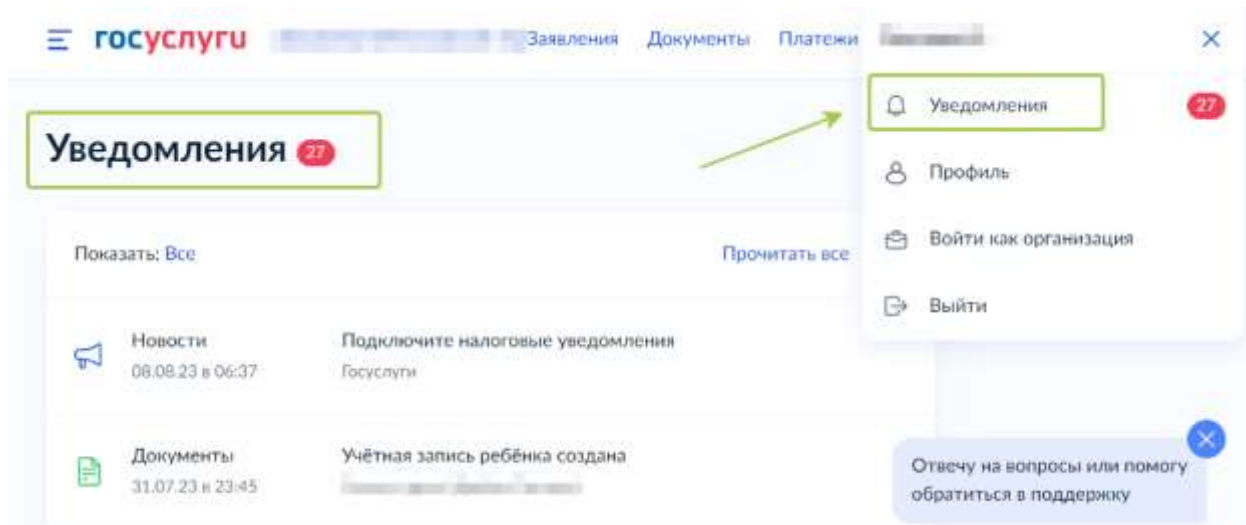 госуслуги
Заявления Документы Платежи
Уведомления 27
Уведомления 27
Профиль
Войти как организация
Выйти
Показать: Все
Прочитать все
Новости
08.08.23 в 06:37
Подключите налоговые уведомления
Госуслуги
Документы
31.07.23 в 23:45
Учётная запись ребёнка создана
Отвечу на вопросы или помогу
обратиться в поддержку